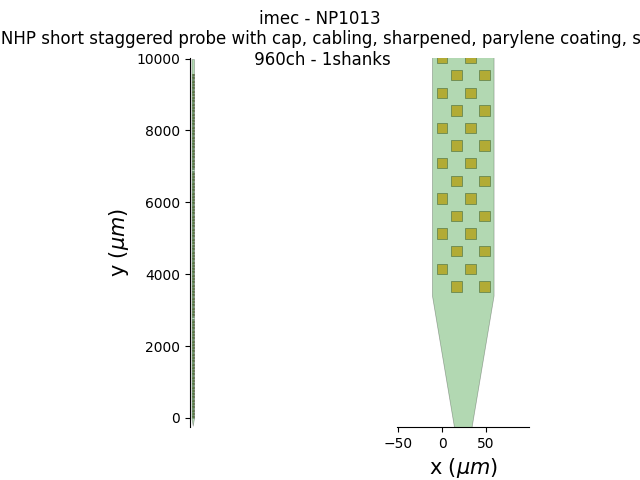 imec - NP1013
NHP short staggered probe with cap, cabling, sharpened, parylene coating, s
960ch - 1shanks
10000
8000
6000
4000
2000
0
y (μm)
−50 0 50
x (μm)